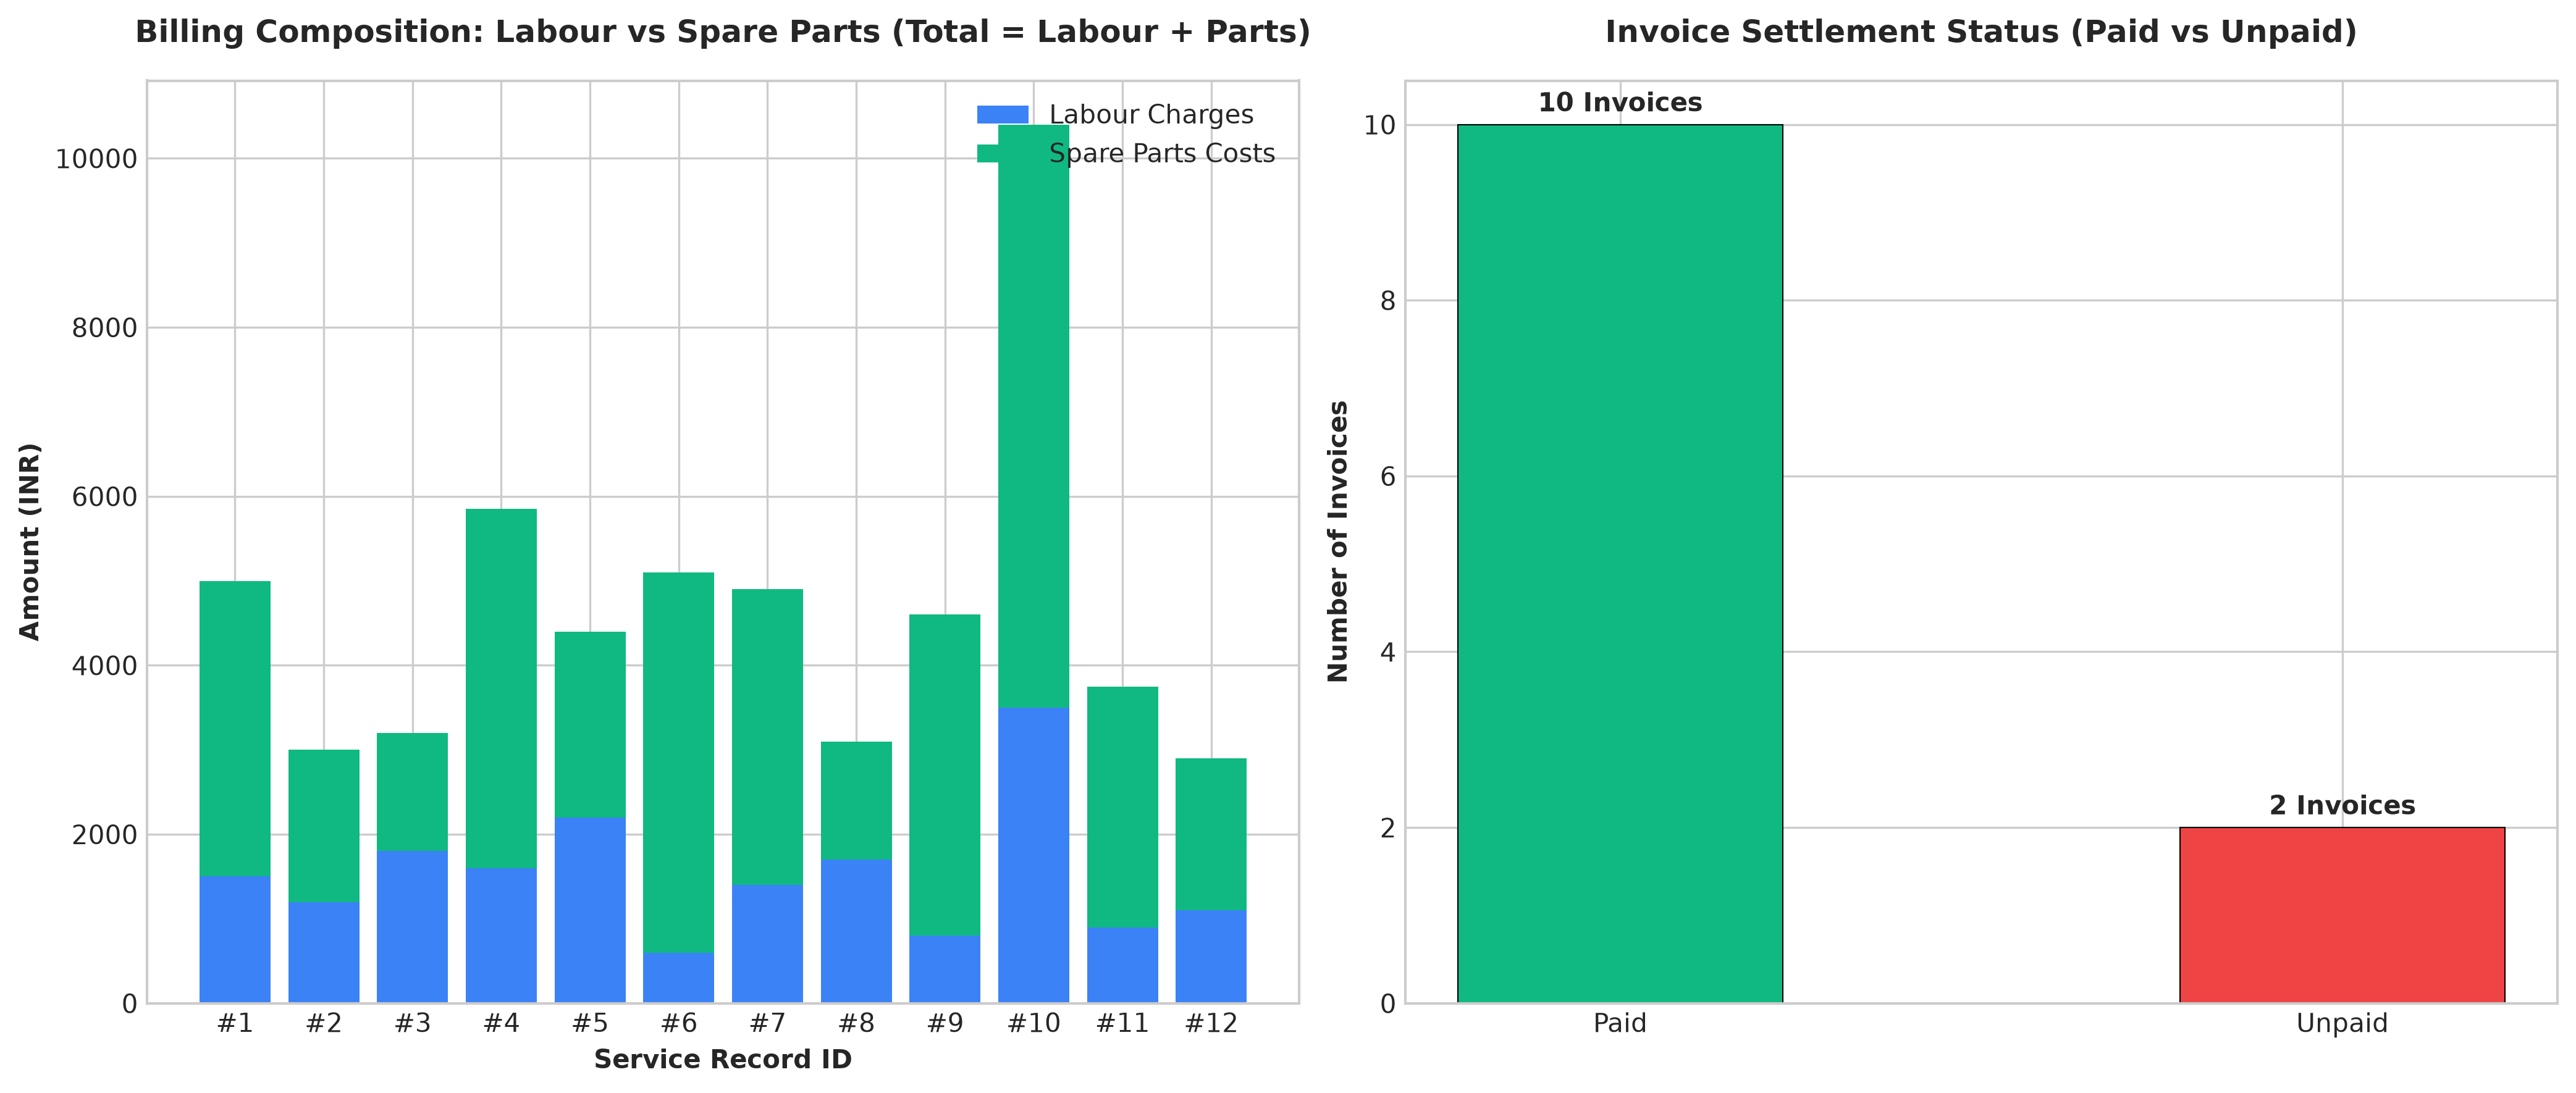 Billing Composition: Labour vs Spare Parts (Total = Labour + Parts)
Labour Charges
Spare Parts Costs
Amount (INR)
10000
8000
6000
4000
2000
0
#1 #2 #3 #4 #5 #6 #7 #8 #9 #10 #11 #12
Service Record ID
Invoice Settlement Status (Paid vs Unpaid)
10 Invoices
2 Invoices
Number of Invoices
10
8
6
4
2
0
Paid Unpaid